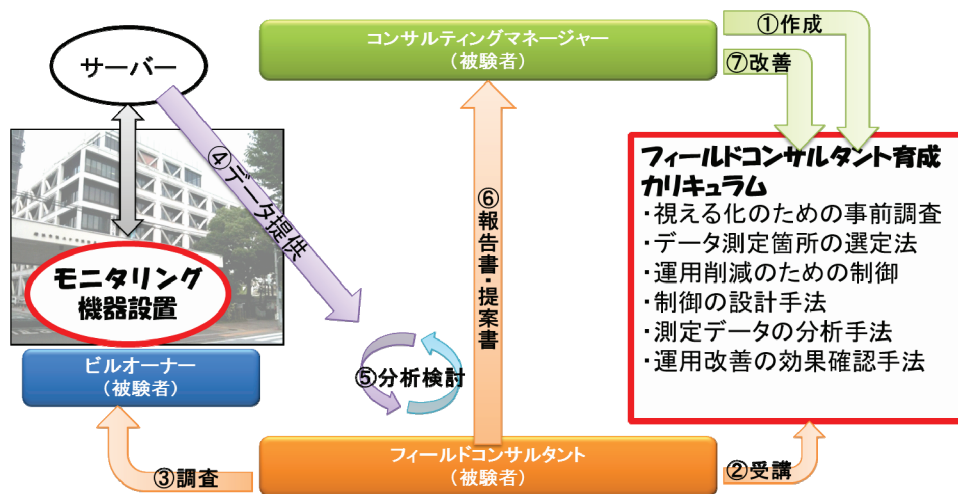 コンサルティングマネージャー
（被験者）
①作成
⑦改善
サーバー
④データ提供
モニタリング
機器設置
ビルオーナー
（被験者）
③調査
⑤分析検討
⑥報告書・提案書
フィールドコンサルタント
（被験者）
②受講
フィールドコンサルタント育成
カリキュラム
・視える化のための事前調査
・データ測定箇所の選定法
・運用削減のための制御
・制御の設計手法
・測定データの分析手法
・運用改善の効果確認手法